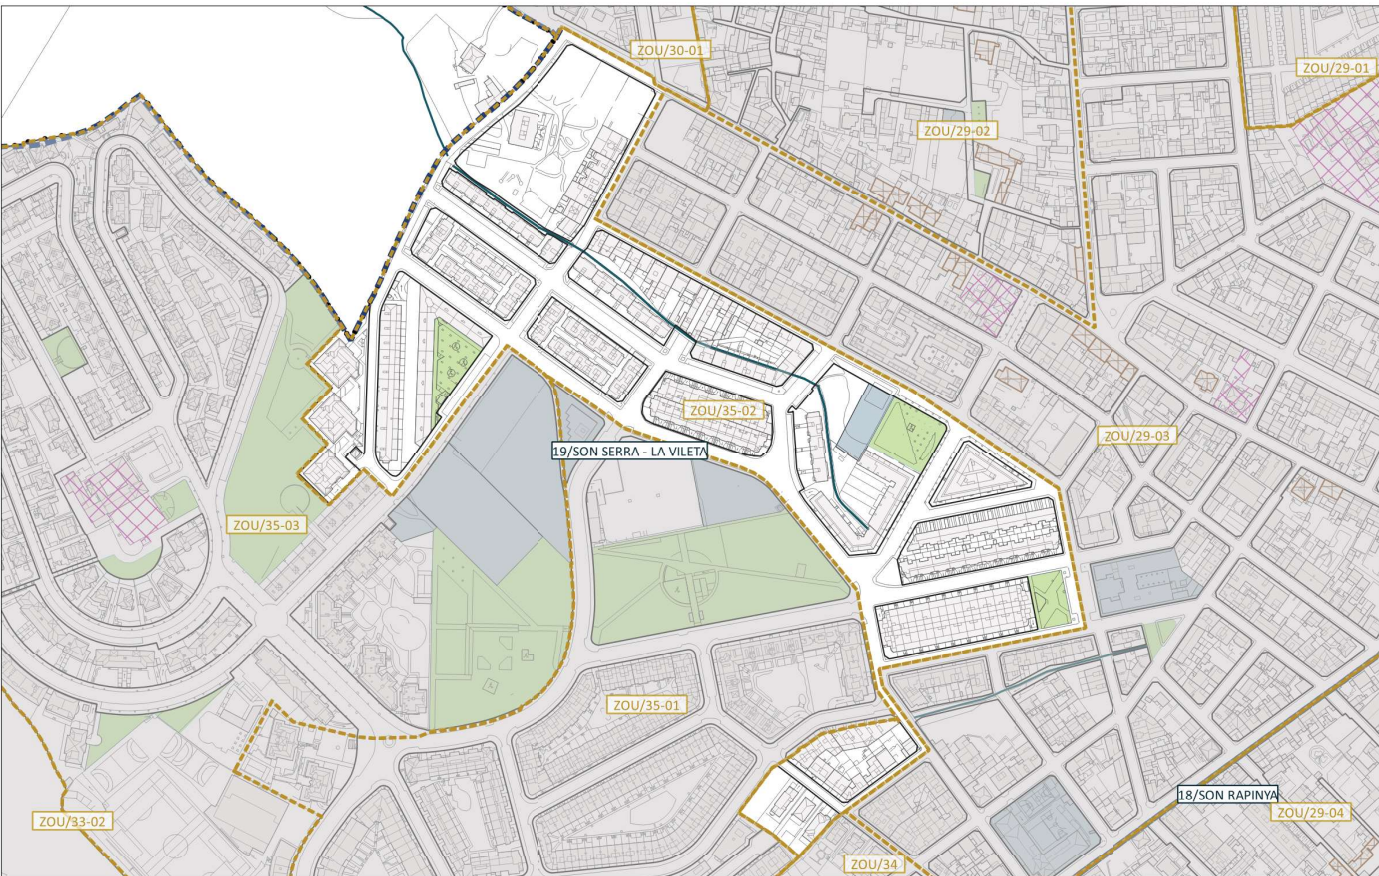 ZOU/30-01
ZOU/29-01
ZOU/29-02
ZOU/35-02
ZOU/29-03
19/SON SERRA - LA VILETA
ZOU/35-03
ZOU/35-01
18/SON RAPINYA
ZOU/29-04
ZOU/33-02
ZOU/34